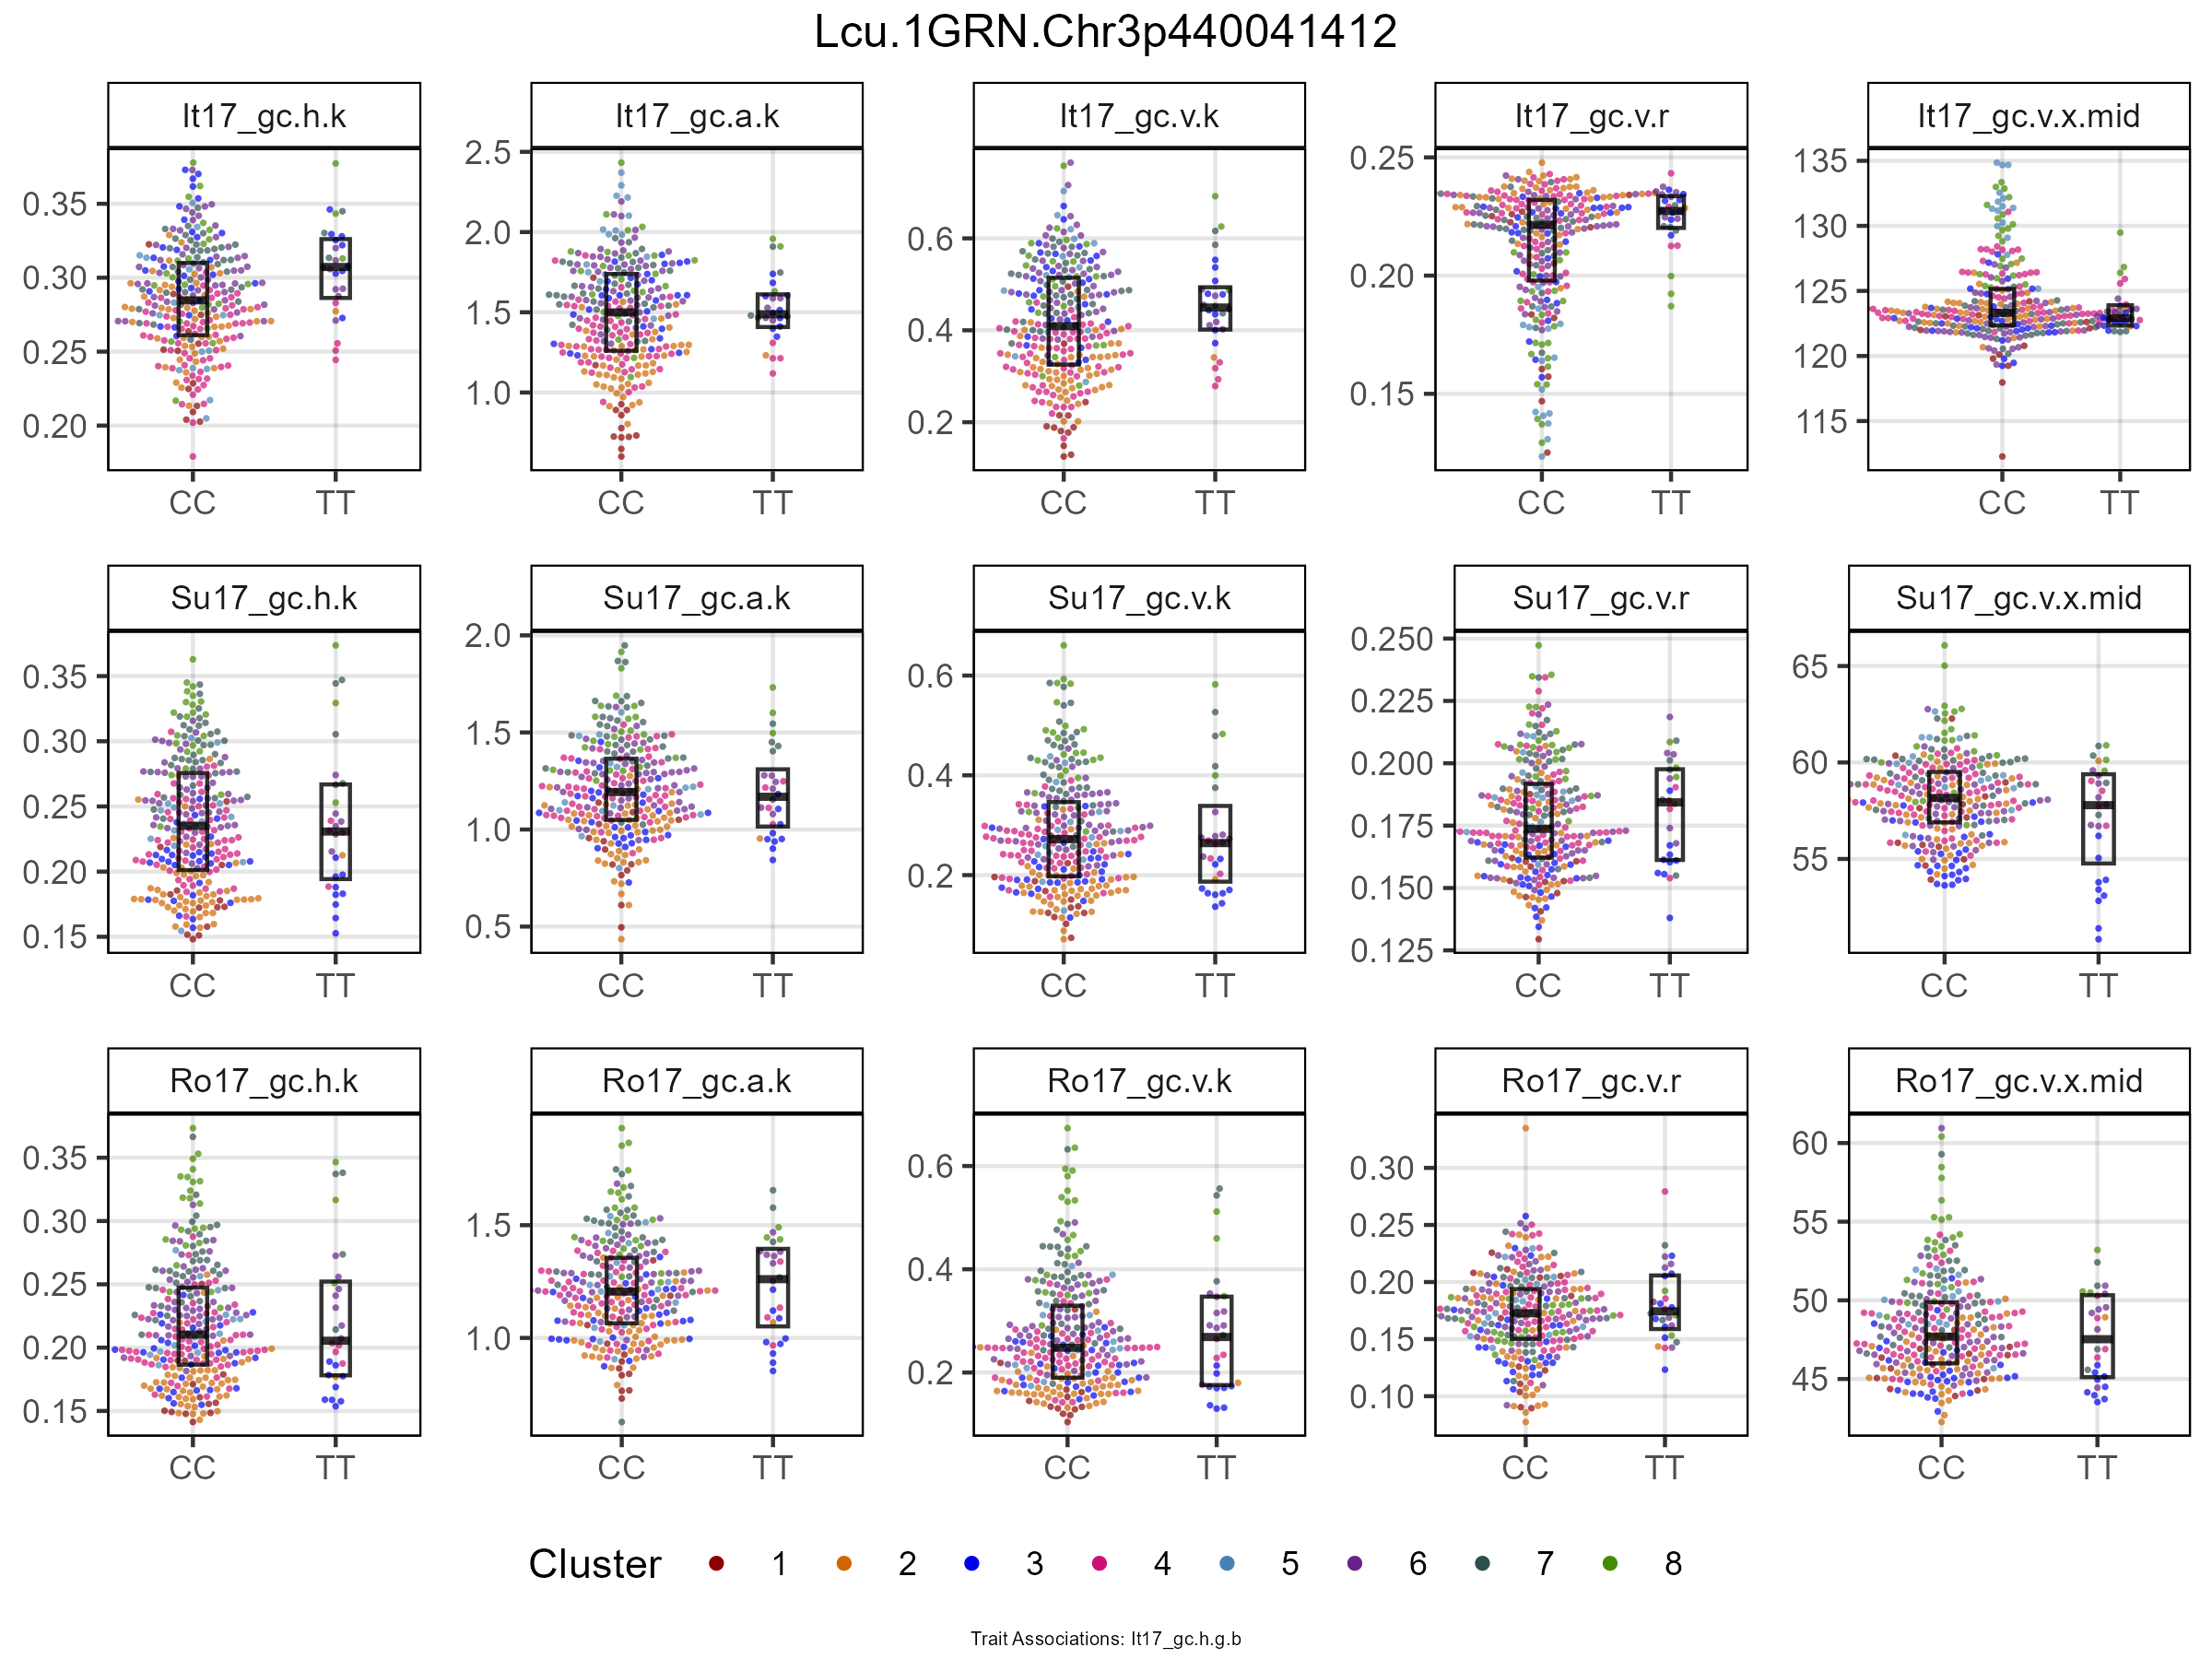 Lcu.1GRN.Chr3p440041412
It17_gc.h.k It17_gc.a.k It17_gc.v.k It17_gc.v.r It17_gc.v.x.mid
0.35 0.30 0.25 0.20 2.5 2.0 1.5 1.0 0.6 0.4 0.2 0.25 0.20 0.15 135 130 125 120 115
CC TT CC TT CC TT CC TT CC TT
Su17_gc.h.k Su17_gc.a.k Su17_gc.v.k Su17_gc.v.r Su17_gc.v.x.mid
0.35 0.30 0.25 0.20 0.15 2.0 1.5 1.0 0.5 0.6 0.4 0.2 0.250 0.225 0.200 0.175 0.150 0.125 65 60 55
CC TT CC TT CC TT CC TT CC TT
Ro17_gc.h.k Ro17_gc.a.k Ro17_gc.v.k Ro17_gc.v.r Ro17_gc.v.x.mid
0.35 0.30 0.25 0.20 0.15 1.5 1.0 0.6 0.4 0.2 0.30 0.25 0.20 0.15 0.10 60 55 50 45
CC TT CC TT CC TT CC TT CC TT
Cluster 1 2 3 4 5 6 7 8
Trait Associations: It17_gc.h.g.b